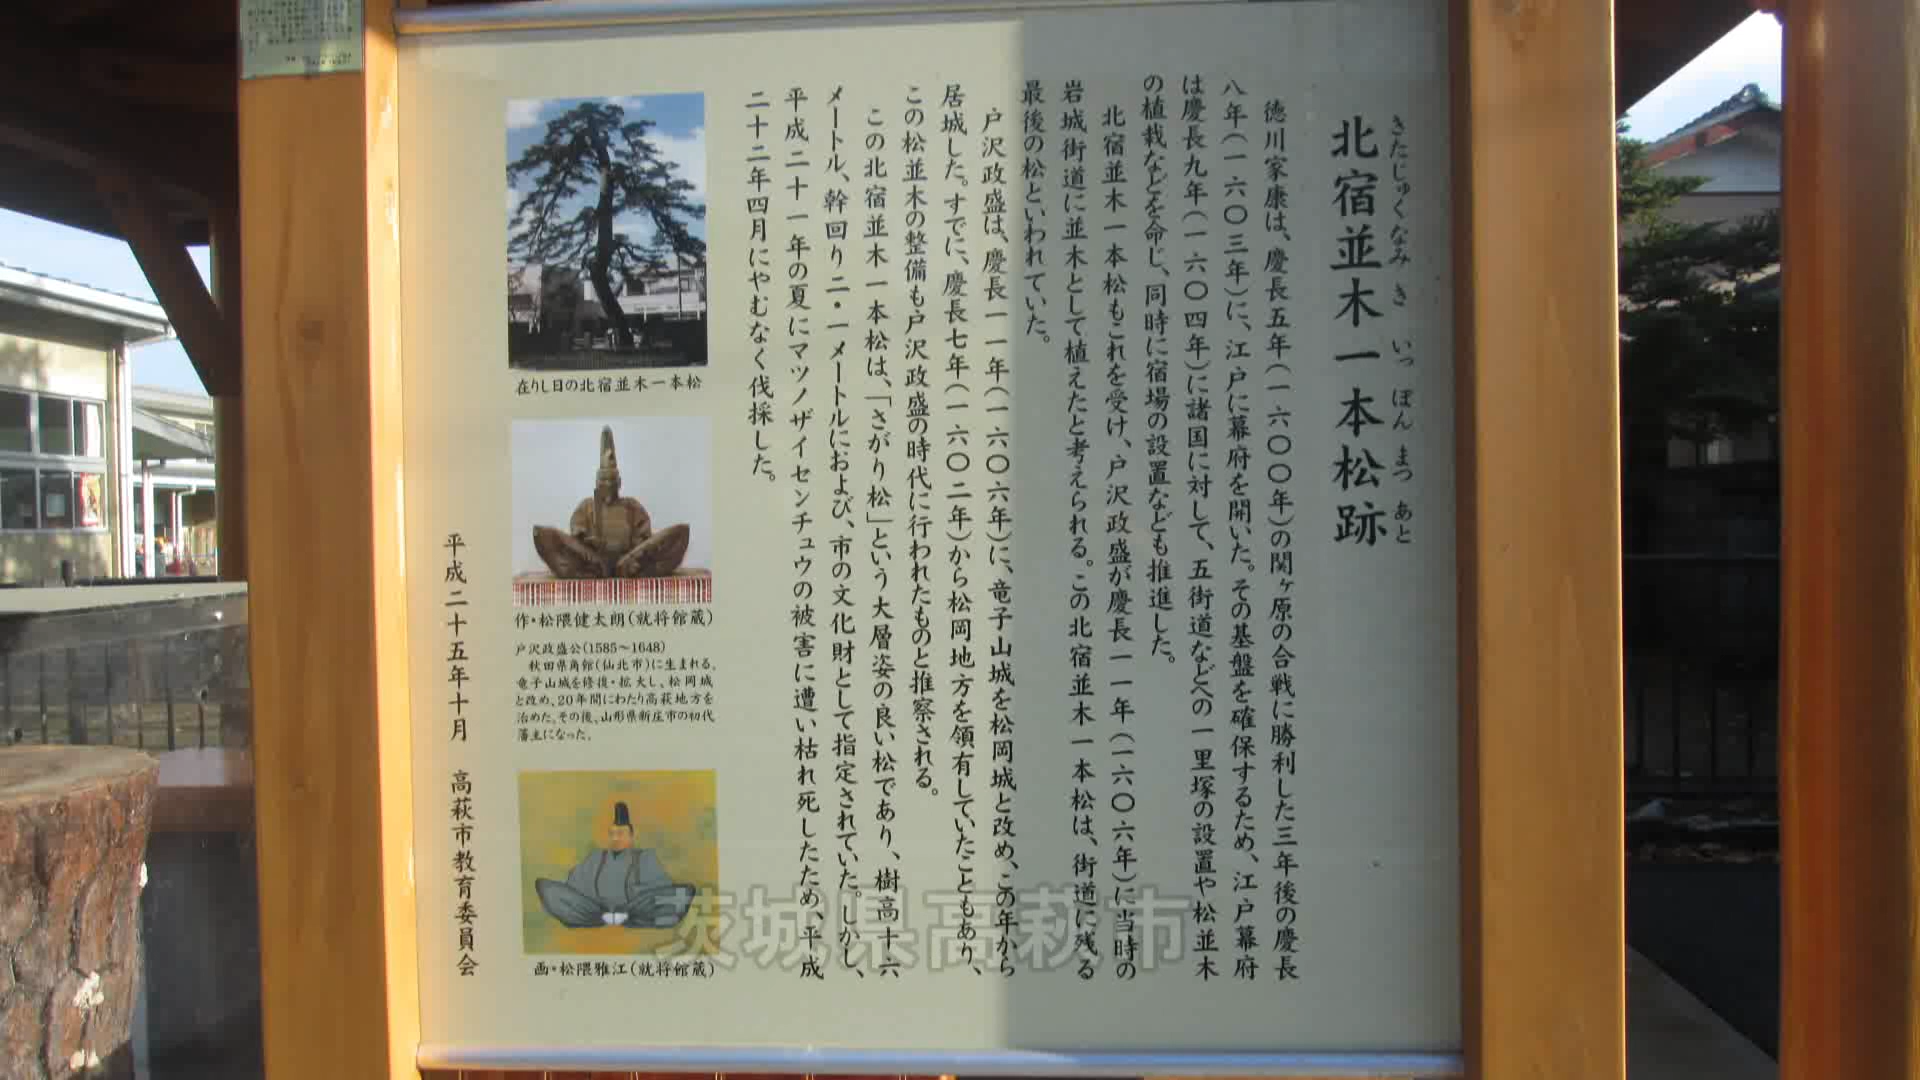 きたじゅくなみ き いっ ぽん まつ あと
北宿並木一本松跡
徳川家康は、慶長五年(一六〇〇年)の関ヶ原の合戦に勝利した三年後の慶長
八年(一六〇三年)に、江戸に幕府を開いた。その基盤を確保するため、江戸幕府
は慶長九年(一六〇四年)に諸国に対して、五街道などへの一里塚の設置や松並木
の植栽などを命じ、同時に宿場の設置なども推進した。
北宿並木一本松もこれを受け、戸沢政盛が慶長一一年(一六〇六年)に当時の
岩城街道に並木として植えたと考えられる。この北宿並木一本松は、街道に残る
最後の松といわれていた。
戸沢政盛は、慶長一一年(一六〇六年)に、竜子山城を松岡城と改め、この年から
居城した。すでに、慶長七年(一六〇二年)から松岡地方を領有していたこともあり、
この松並木の整備も戸沢政盛の時代に行われたものと推察される。
この北宿並木一本松は、「さがり松」という大層姿の良い松であり、樹高十六
メートル、幹回り二・一メートルにおよび、市の文化財として指定されていた。しかし、
平成二十一年の夏にマツノザイセンチュウの被害に遭い枯れ死したため、平成
二十二年四月にやむなく伐採した。
在りし日の北宿並木一本松
作・松隈健太朗(就将館蔵)
戸沢政盛公(1585～1648)
秋田県角館(仙北市)に生まれる。
竜子山城を修復・拡大し、松岡城
と改め、20年間にわたり高萩地方を
治めた。その後、山形県新庄市の初代
藩主になった。
画・松隈雅江(就将館蔵)
平成二十五年十月 高萩市教育委員会
茨城県高萩市